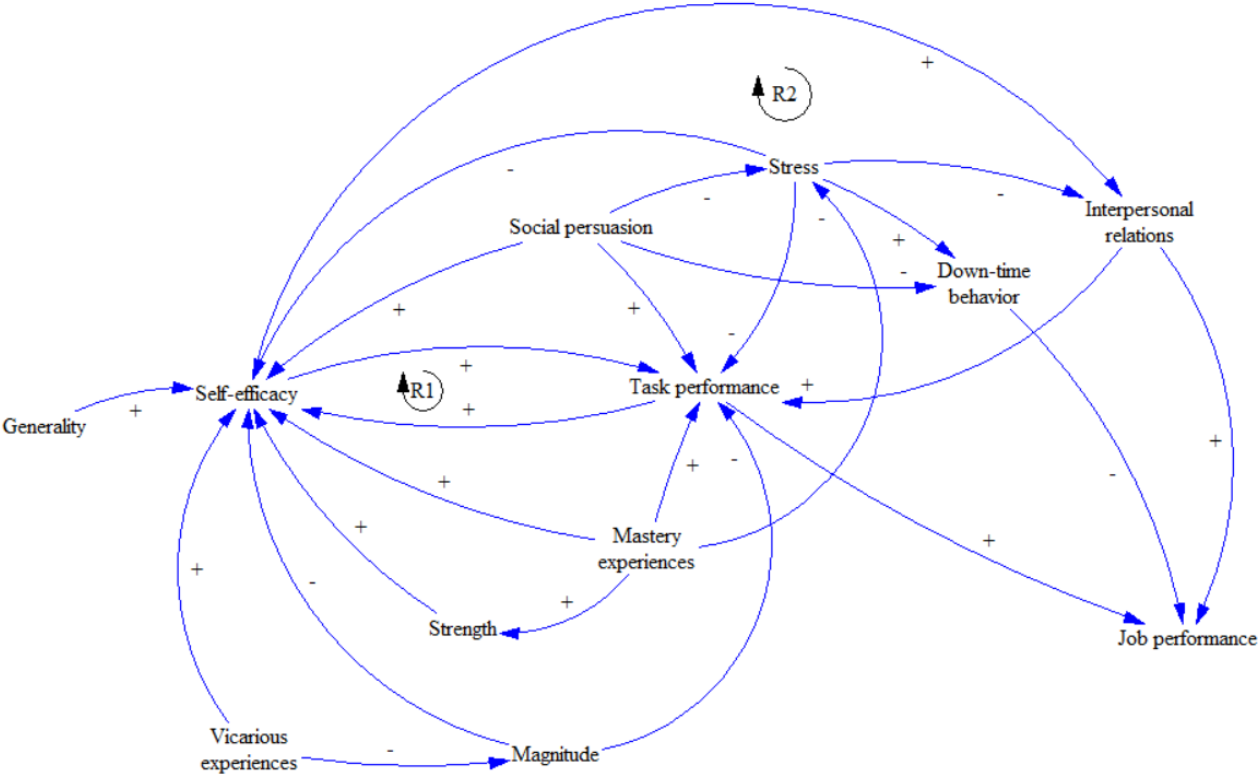 +
R2
Stress
-
-
Interpersonal
relations
Social persuasion
-
-
+
Down-time
behavior
-
+
+
-
+
Self-efficacy
R1
Task performance
+
Generality
+
+
+
-
+
+
-
Mastery
experiences
+
+
+
-
+
Strength
Job performance
Vicarious
experiences
-
Magnitude